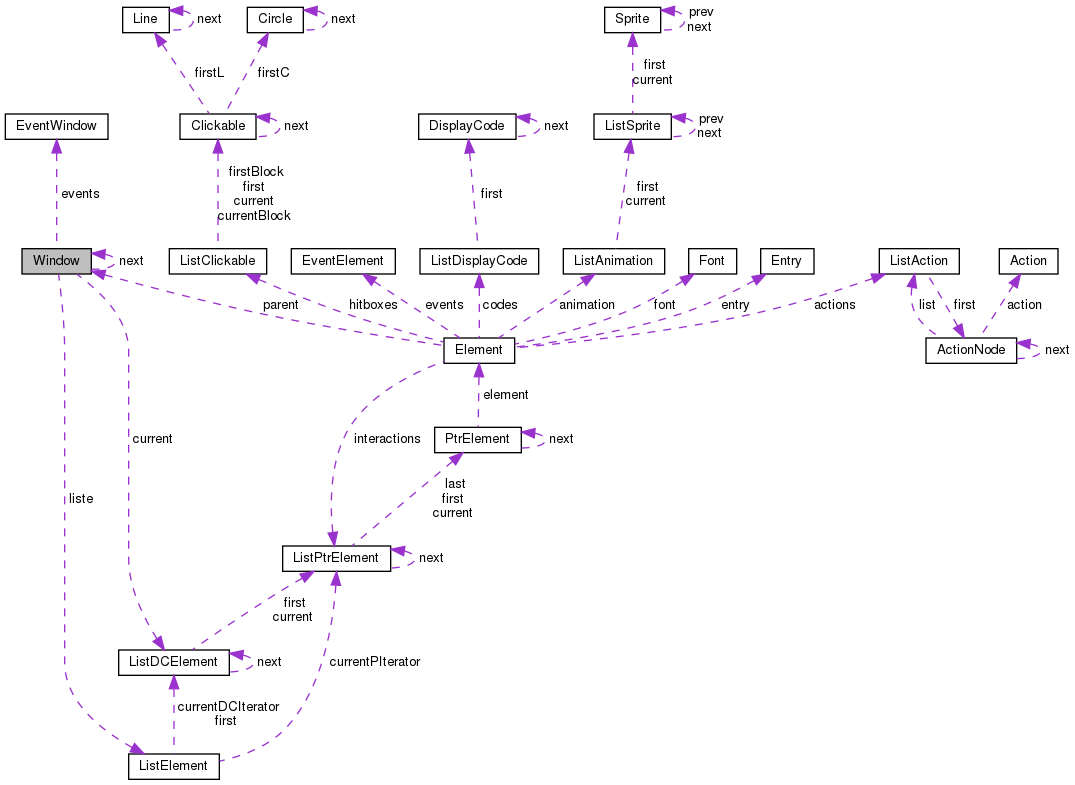 Line
next
Circle
next
Sprite
prev
next
firstL
firstC
first
current
EventWindow
Clickable
next
DisplayCode
next
ListSprite
prev
next
events
firstBlock
first
current
currentBlock
first
first
current
Window
next
ListClickable
EventElement
ListDisplayCode
ListAnimation
Font
Entry
ListAction
Action
parent
hitboxes
events
codes
animation
font
entry
actions
list
first
action
Element
ActionNode
next
element
current
interactions
PtrElement
next
liste
last
first
current
ListPtrElement
next
first
current
ListDCElement
next
currentPIterator
currentDCIterator
first
ListElement